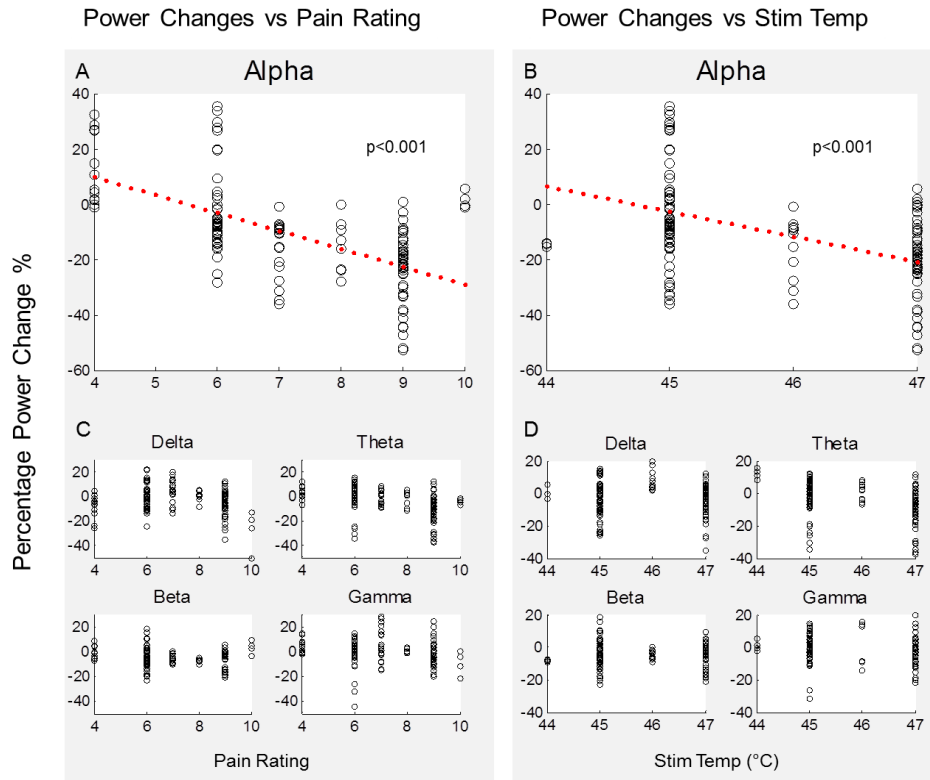 Power Changes vs Pain Rating
Power Changes vs Stim Temp
Percentage Power Change %
A
Alpha
p<0.001
40
20
0
-20
-40
-60
4 5 6 7 8 9 10
B
Alpha
p<0.001
40
20
0
-20
-40
-60
44 45 46 47
C
Delta
20
0
-20
-40
4 6 8 10
Theta
20
0
-20
-40
4 6 8 10
Beta
20
0
-20
-40
4 6 8 10
Gamma
20
0
-20
-40
4 6 8 10
Pain Rating
D
Delta
20
0
-20
-40
44 45 46 47
Theta
20
0
-20
-40
44 45 46 47
Beta
20
0
-20
-40
44 45 46 47
Gamma
20
0
-20
-40
44 45 46 47
Stim Temp (°C)